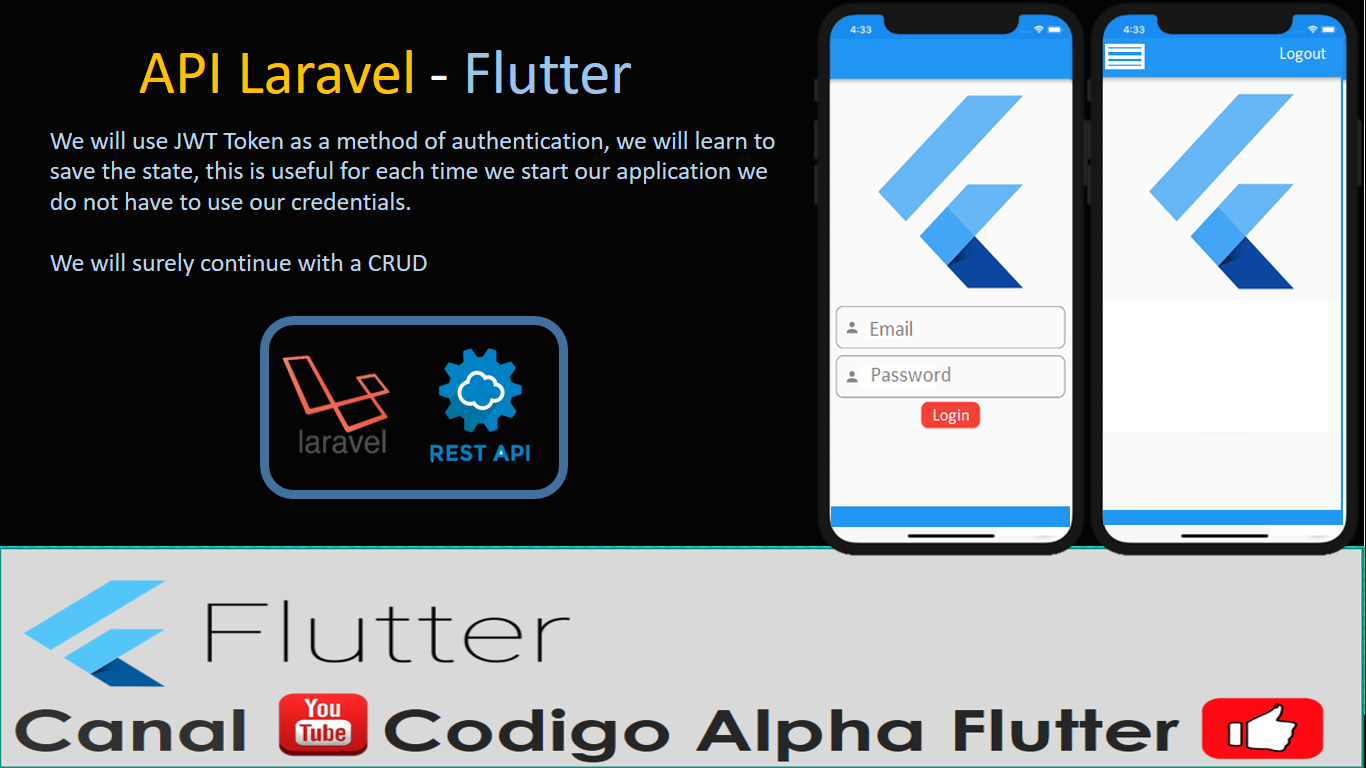 API Laravel - Flutter
We will use JWT Token as a method of authentication, we will learn to
save the state, this is useful for each time we start our application we
do not have to use our credentials.
We will surely continue with a CRUD
laravel
REST API
4:33
Email
Password
Login
4:33
Logout
Flutter
Canal You Tube Codigo Alpha Flutter